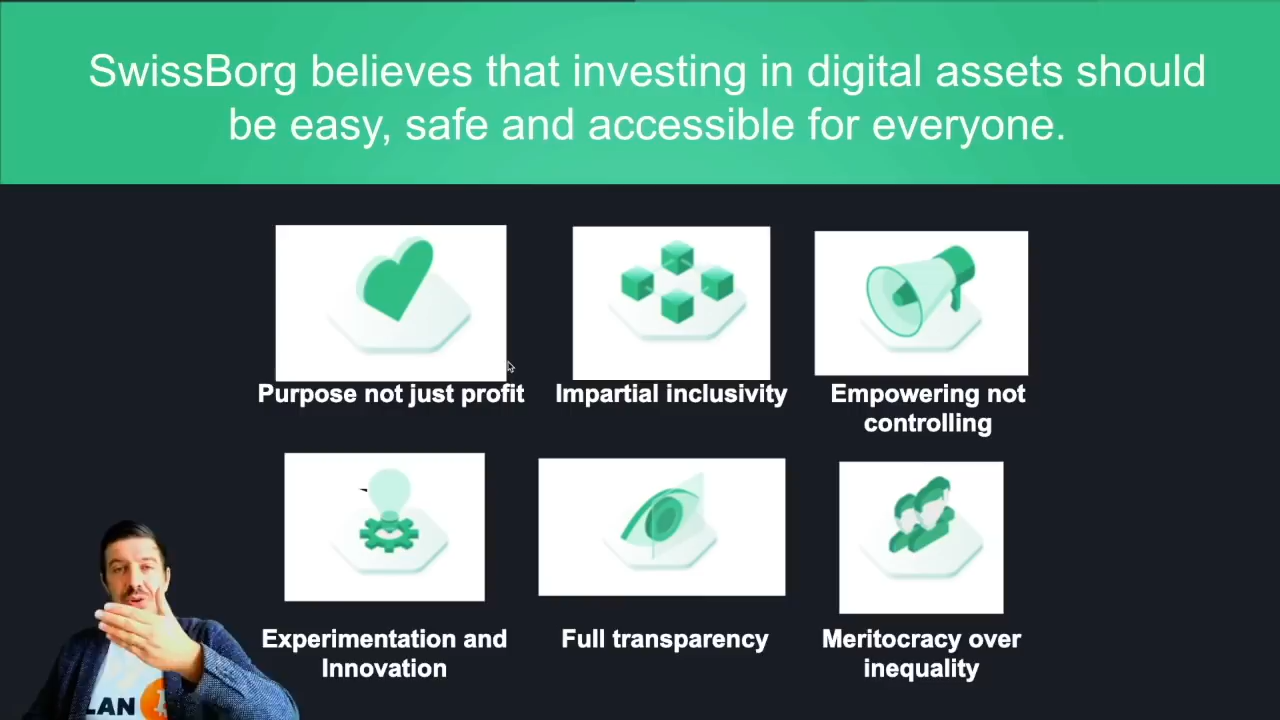 SwissBorg believes that investing in digital assets should
be easy, safe and accessible for everyone.
Purpose not just profit
Impartial inclusivity
Empowering not
controlling
Experimentation and
Innovation
Full transparency
Meritocracy over
inequality
LAN